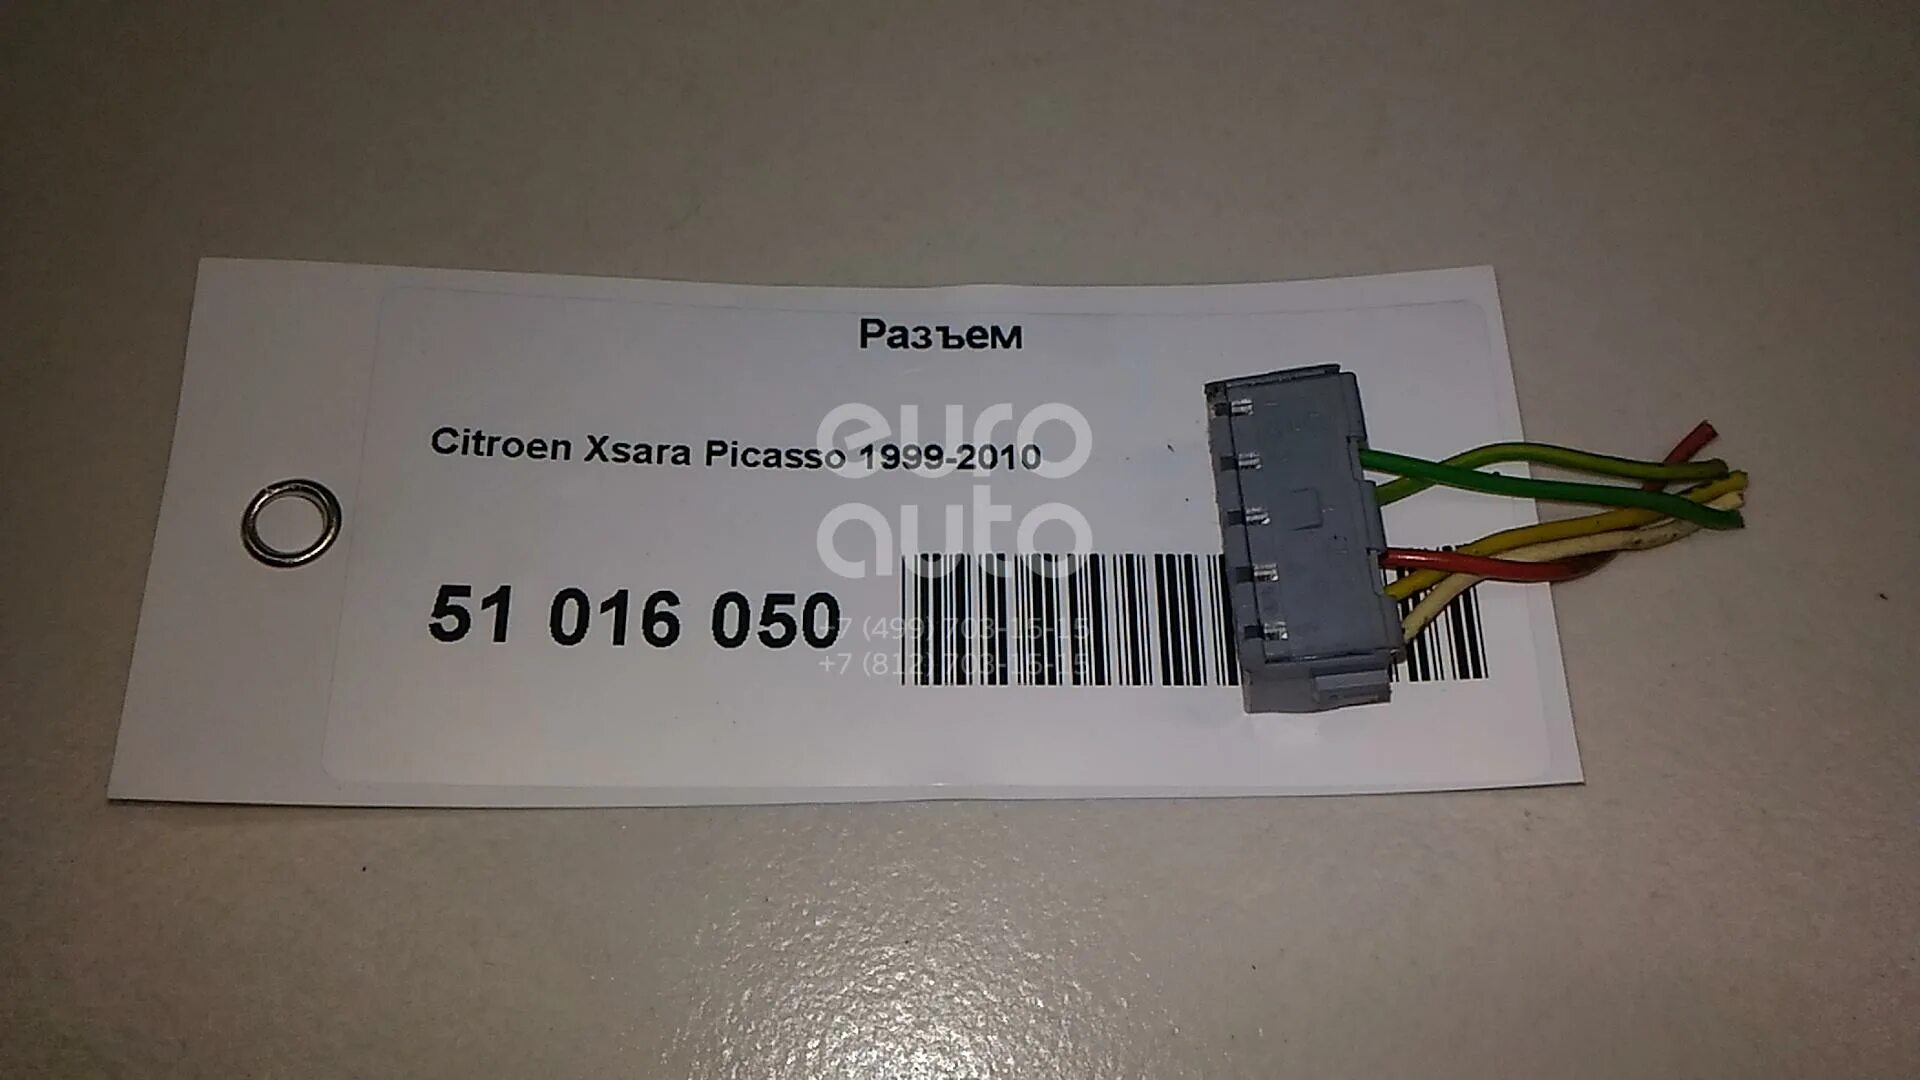 Разъем
Citroen Xsara Picasso 1999-2010
euro
auto
51 016 050
+7 (499) 703-15-15
+7 (812) 703-15-15